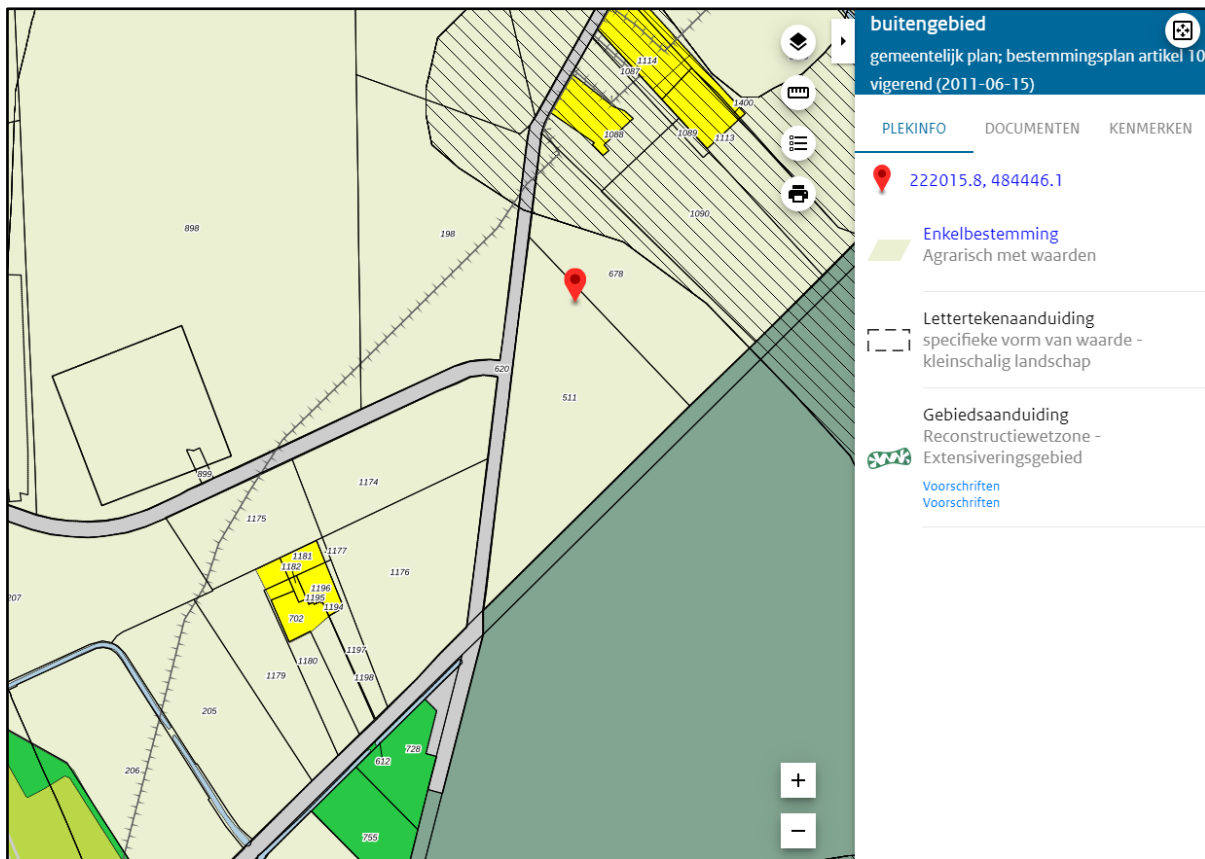 buitengebied
gemeentelijk plan; bestemmingsplan artikel 10
vigerend (2011-06-15)
PLEKINFO DOCUMENTEN KENMERKEN
222015.8, 484446.1
Enkelbestemming
Agrarisch met waarden
Lettertekenaanduiding
specifieke vorm van waarde -
kleinschalig landschap
Gebiedsaanduiding
Reconstructiewetzone -
Extensiveringsgebied
Voorschriften
Voorschriften
1114
1087
1400
1088
1089
1113
1090
898
198
678
620
511
899
1174
1175
1177
1181
1182
1176
1196
1195
1194
207
702
1197
1180
1179
1198
205
728
612
206
755
+
−